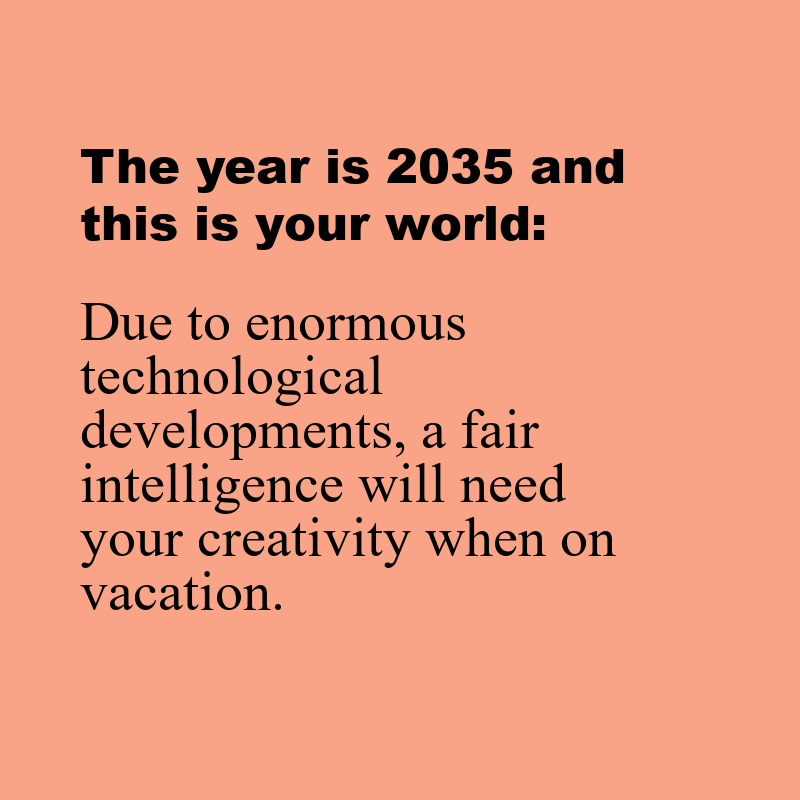 The year is 2035 and
this is your world:
Due to enormous
technological
developments, a fair
intelligence will need
your creativity when on
vacation.